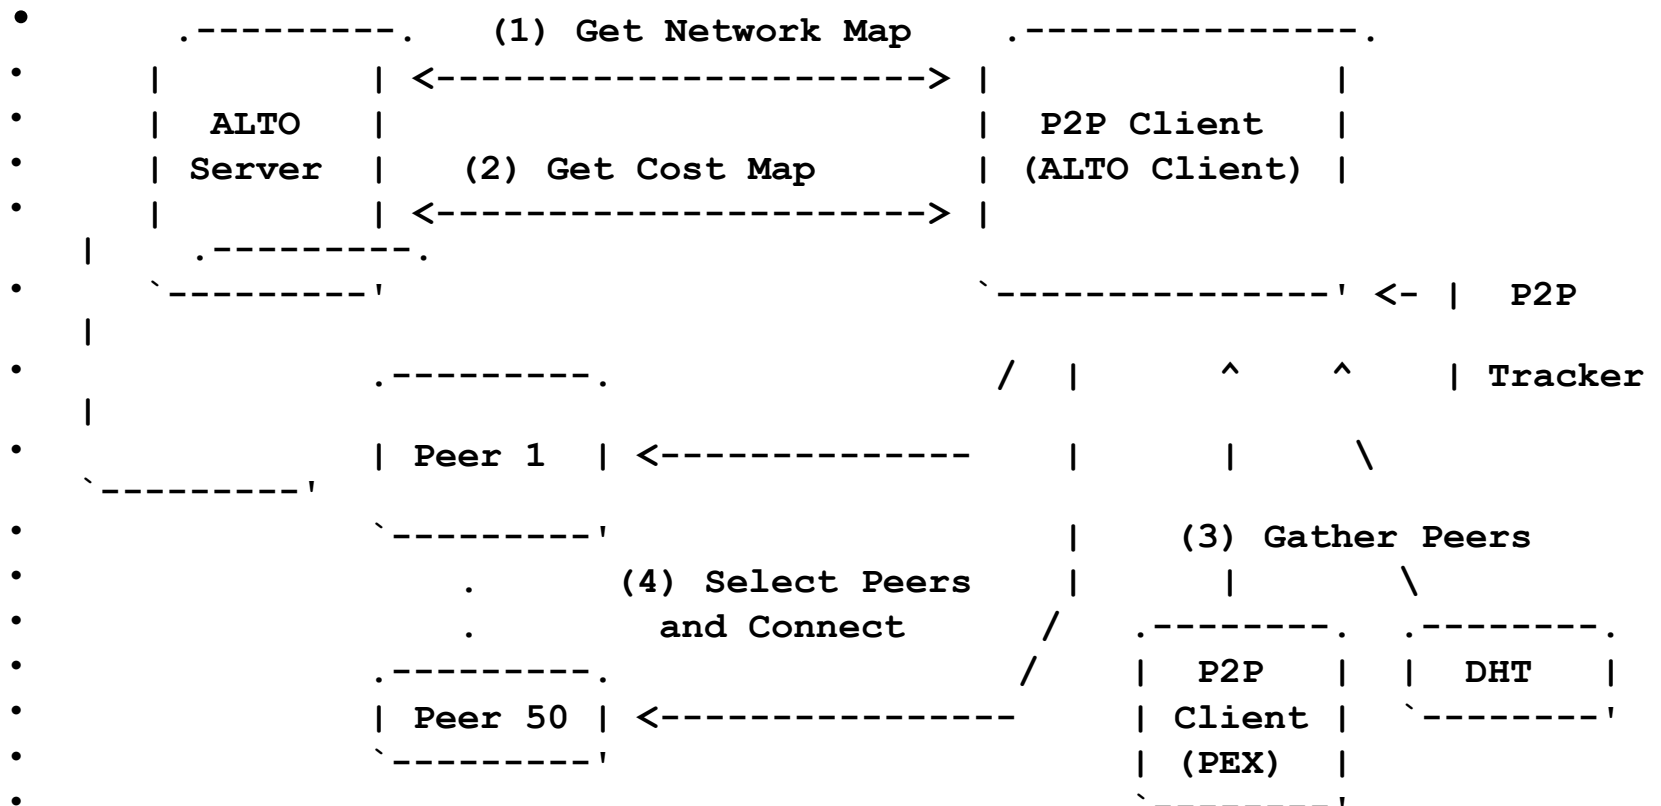 • .---------. (1) Get Network Map .---------------.
• | | <-----------------------> | |
• | ALTO | | P2P Client |
• | Server | (2) Get Cost Map | (ALTO Client) |
• | | <-----------------------> |
| .---------.
• `---------' `---------------' <- | P2P
|
• .---------. / | ^ ^ | Tracker
|
• | Peer 1 | <-------------- | | \
`---------'
• `---------' | (3) Gather Peers
• . (4) Select Peers | | \
• . and Connect / .--------. .--------.
• .---------. / | P2P | | DHT |
• | Peer 50 | <---------------- | Client | `--------'
• `---------' | (PEX) |
• `--------'